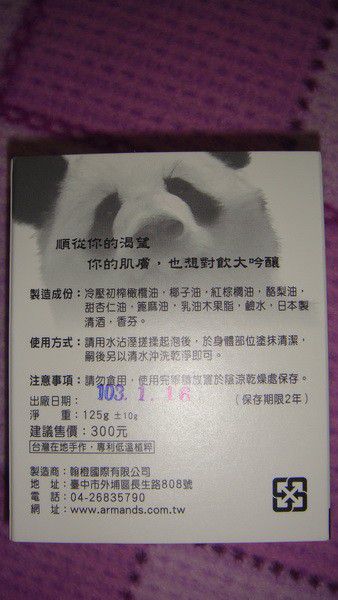 順從你的渴望
你的肌膚，也想對飲大吟釀
製造成份：冷壓初榨橄欖油，椰子油，紅棕櫚油，酪梨油，
甜杏仁油，蓖麻油，乳油木果脂，鹼水，日本製
清酒，香芬。
使用方式：請用水沾溼搓揉起泡後，於身體部位塗抹清潔，
嗣後另以清水沖洗乾淨即可。
注意事項：請勿食用，使用完畢請放置於陰涼乾燥處保存。
出廠日期：103.1.16（保存期限2年）
淨　重：125g ±10g
建議售價：300元
台灣在地手作，專利低溫植粹
製造商：翰橙國際有限公司
地　址：臺中市外埔區長生路808號
電　話：04-26835790
網　址：www.armands.com.tw